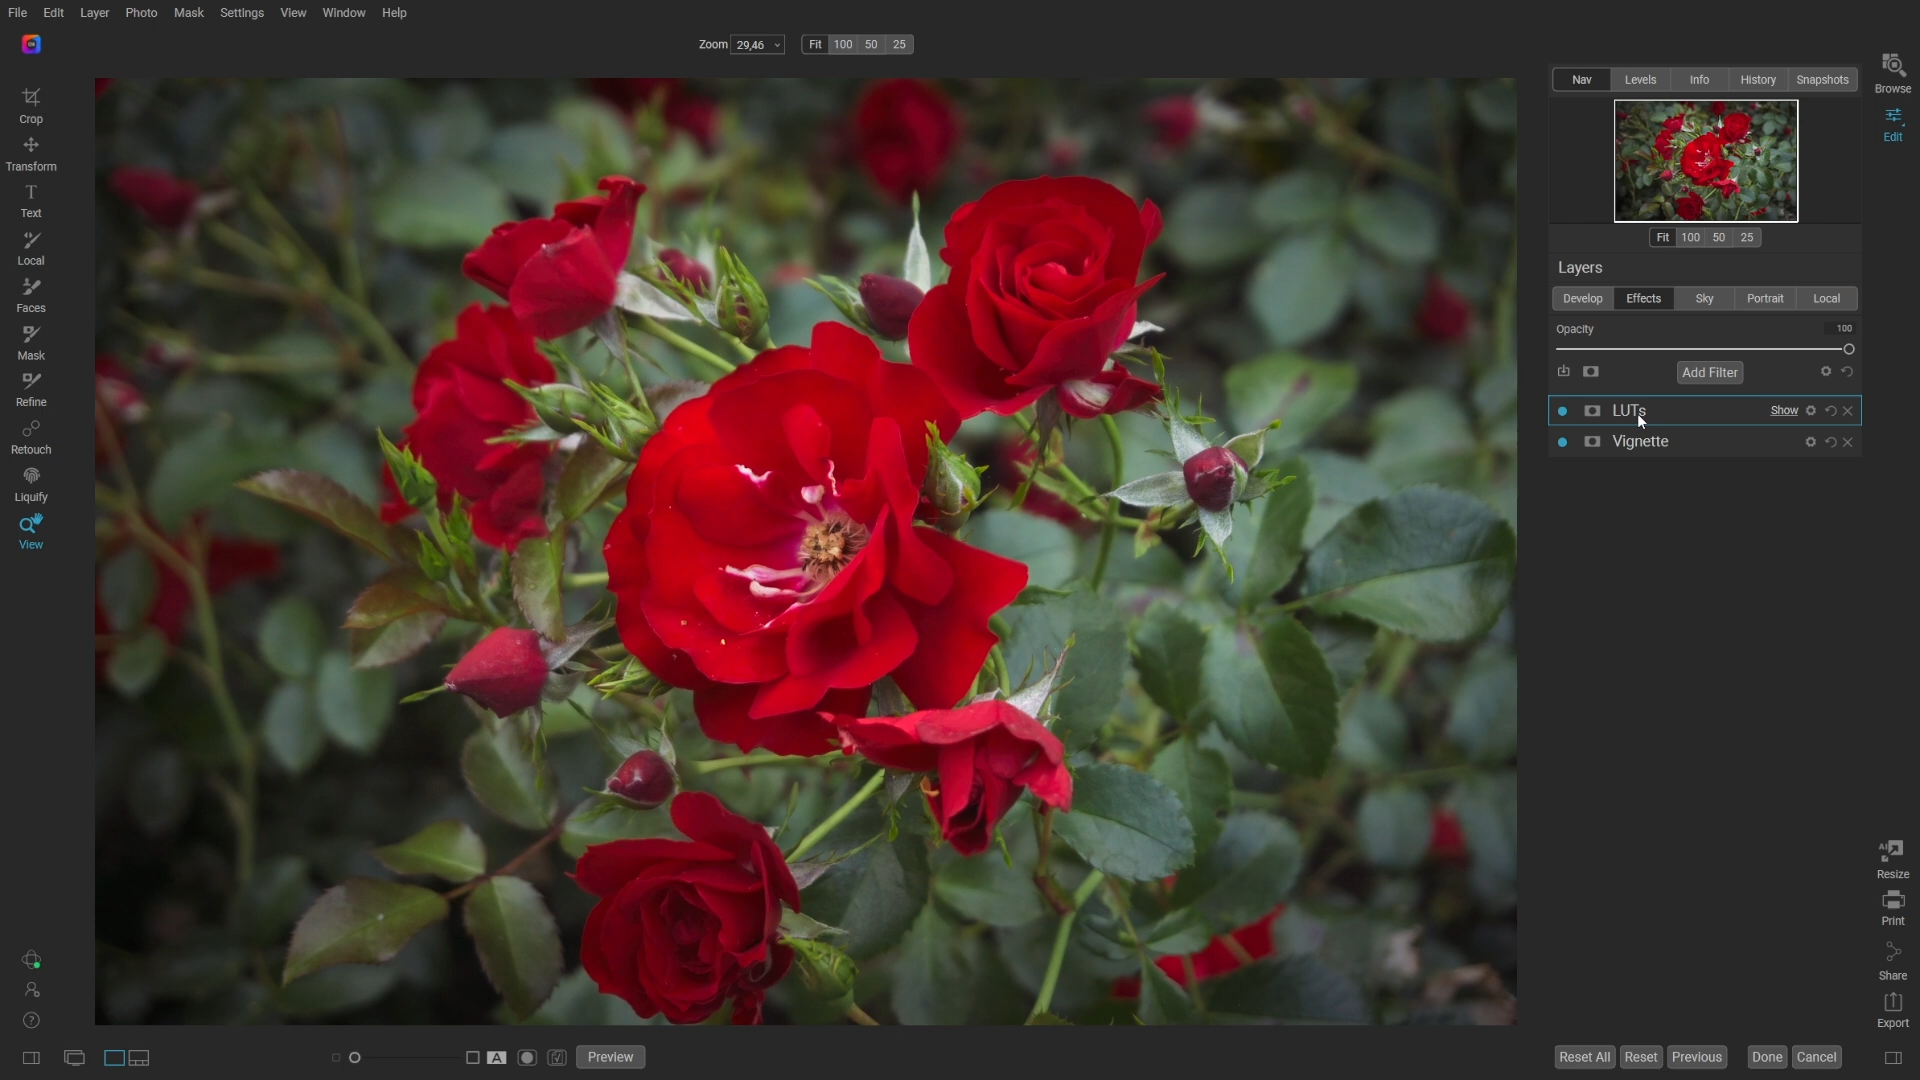 File Edit Layer Photo Mask Settings View Window Help
Zoom 29,46 Fit 100 50 25
Crop
Transform
Text
Local
Faces
Mask
Refine
Retouch
Liquify
View
Nav Levels Info History Snapshots
Fit 100 50 25
Layers
Develop Effects Sky Portrait Local
Opacity 100
Add Filter
LUTs Show
Vignette
Browse
Edit
AI
Resize
Print
Share
Export
A Preview
Reset All Reset Previous Done Cancel